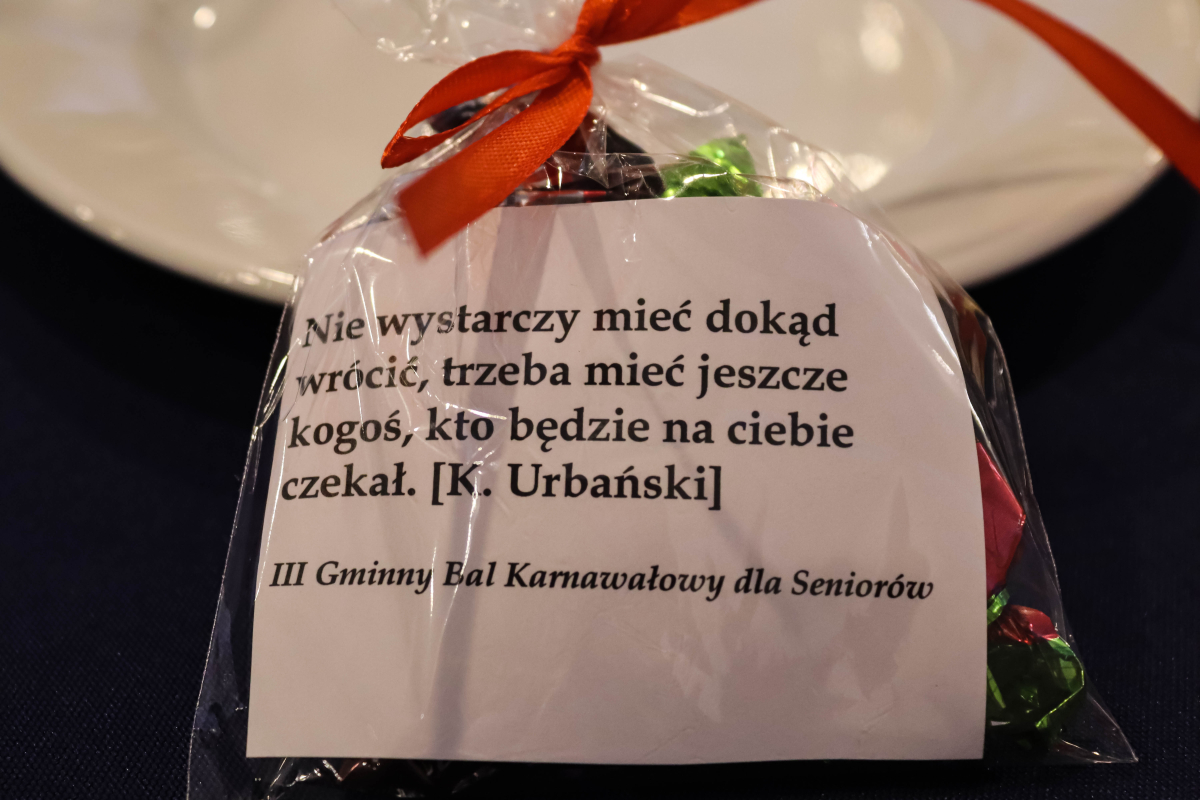 Nie wystarczy mieć dokąd
wrócić, trzeba mieć jeszcze
kogoś, kto będzie na ciebie
czekał. [K. Urbański]
III Gminny Bal Karnawałowy dla Seniorów